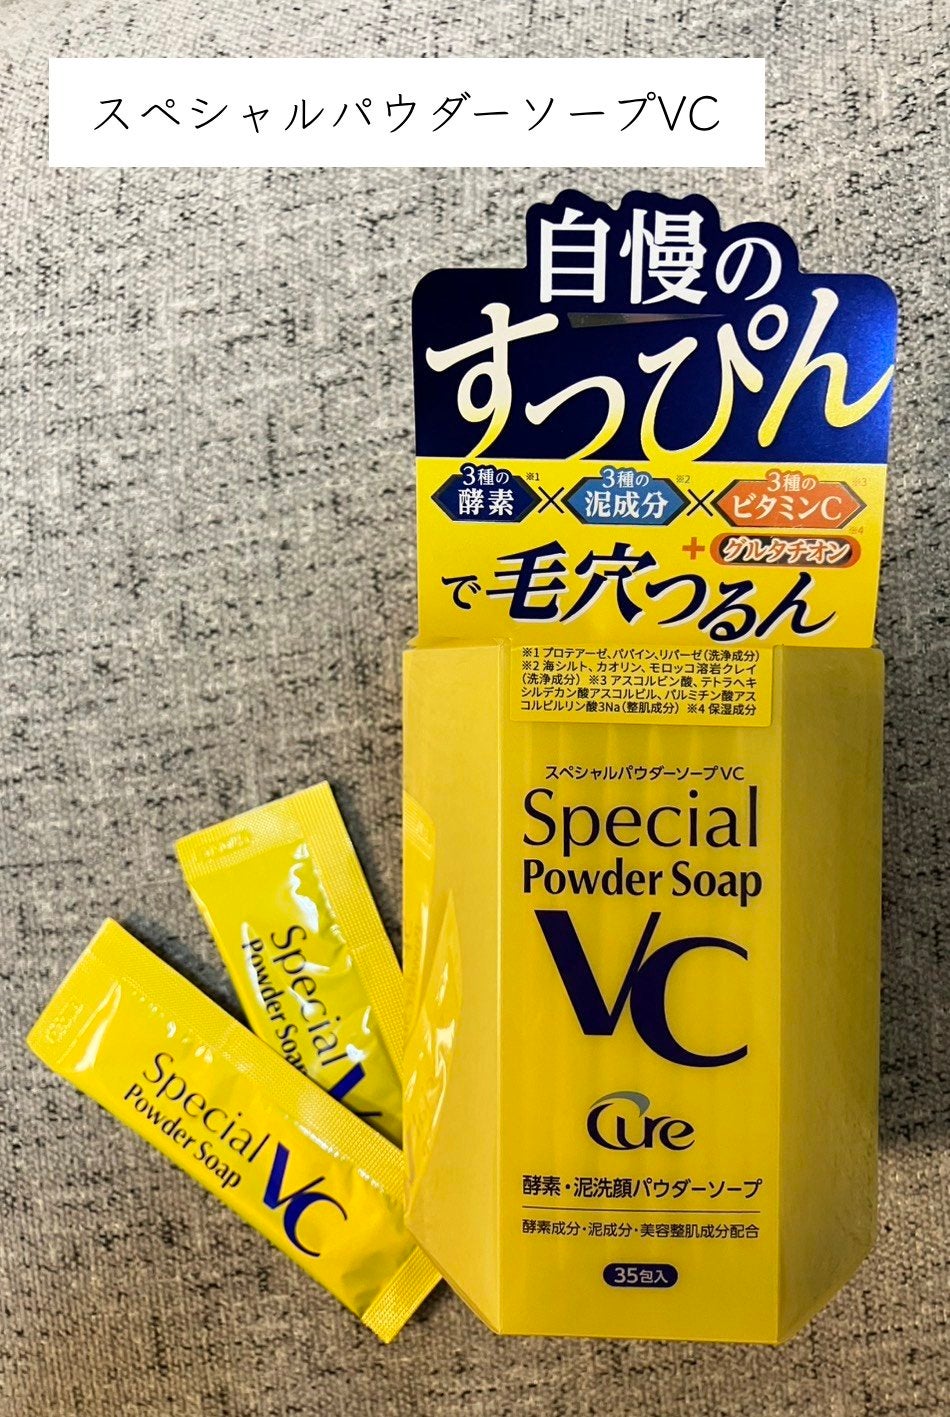 スペシャルパウダーソープVC
自慢の
すっぴん
3種の酵素※1×3種の泥成分※2×3種のビタミンC※3
+グルタチオン※4
で毛穴つるん
※1 プロテアーゼ、パパイン、リパーゼ（洗浄成分）
※2 海シルト、カオリン、モロッコ溶岩クレイ
（洗浄成分） ※3 アスコルビン酸、テトラヘキ
シルデカン酸アスコルビル、パルミチン酸アス
コルビルリン酸3Na（整肌成分） ※4 保湿成分
スペシャルパウダーソープVC
Special
Powder Soap
VC
Cure
酵素・泥洗顔パウダーソープ
酵素成分・泥成分・美容整肌成分配合
35包入
Special
Powder Soap
Special
Powder Soap
VC